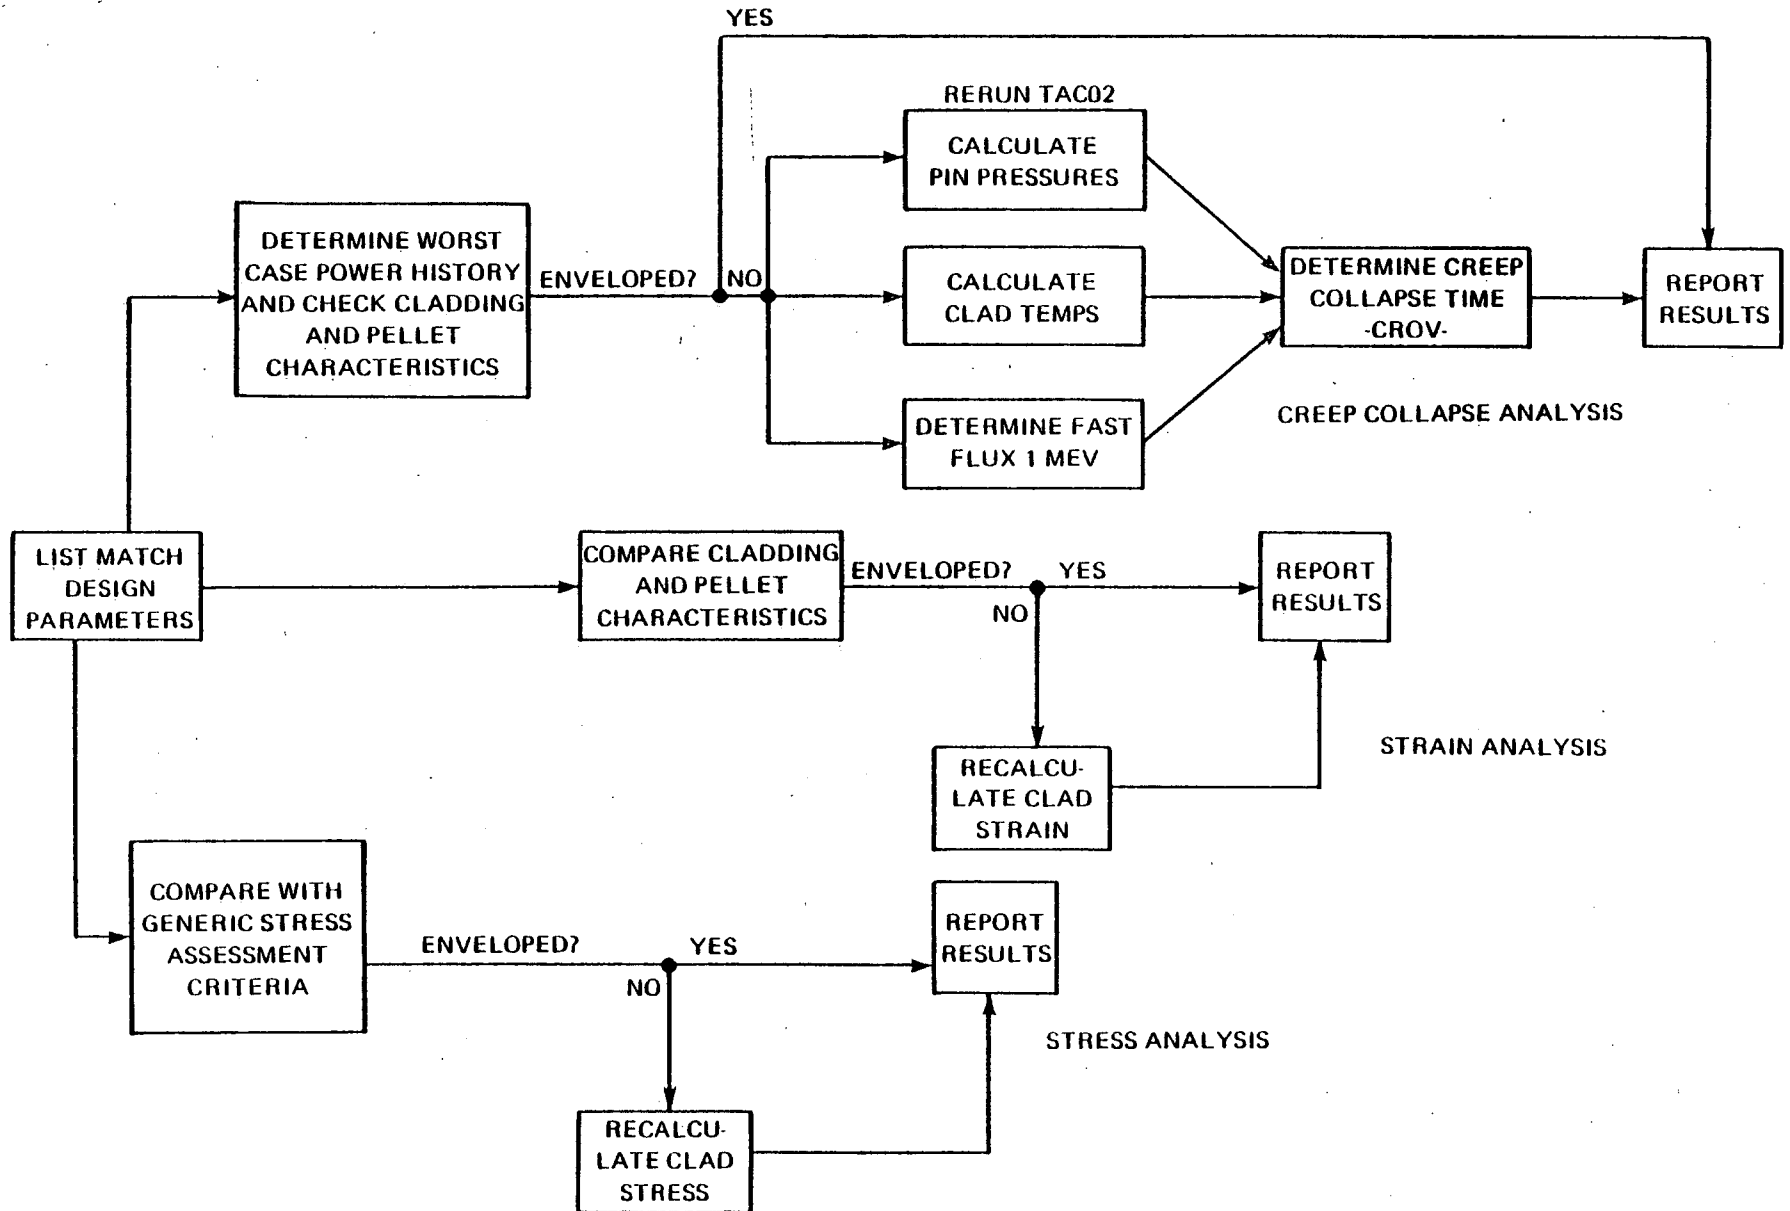 YES
RERUN TAC02
CALCULATE
PIN PRESSURES
DETERMINE WORST
CASE POWER HISTORY
AND CHECK CLADDING
AND PELLET
CHARACTERISTICS
ENVELOPED?
NO
CALCULATE
CLAD TEMPS
DETERMINE CREEP
COLLAPSE TIME
-CROV-
REPORT
RESULTS
DETERMINE FAST
FLUX 1 MEV
CREEP COLLAPSE ANALYSIS
LIST MATCH
DESIGN
PARAMETERS
COMPARE CLADDING
AND PELLET
CHARACTERISTICS
ENVELOPED?
YES
NO
REPORT
RESULTS
RECALCU-
LATE CLAD
STRAIN
STRAIN ANALYSIS
COMPARE WITH
GENERIC STRESS
ASSESSMENT
CRITERIA
ENVELOPED?
YES
NO
REPORT
RESULTS
STRESS ANALYSIS
RECALCU-
LATE CLAD
STRESS